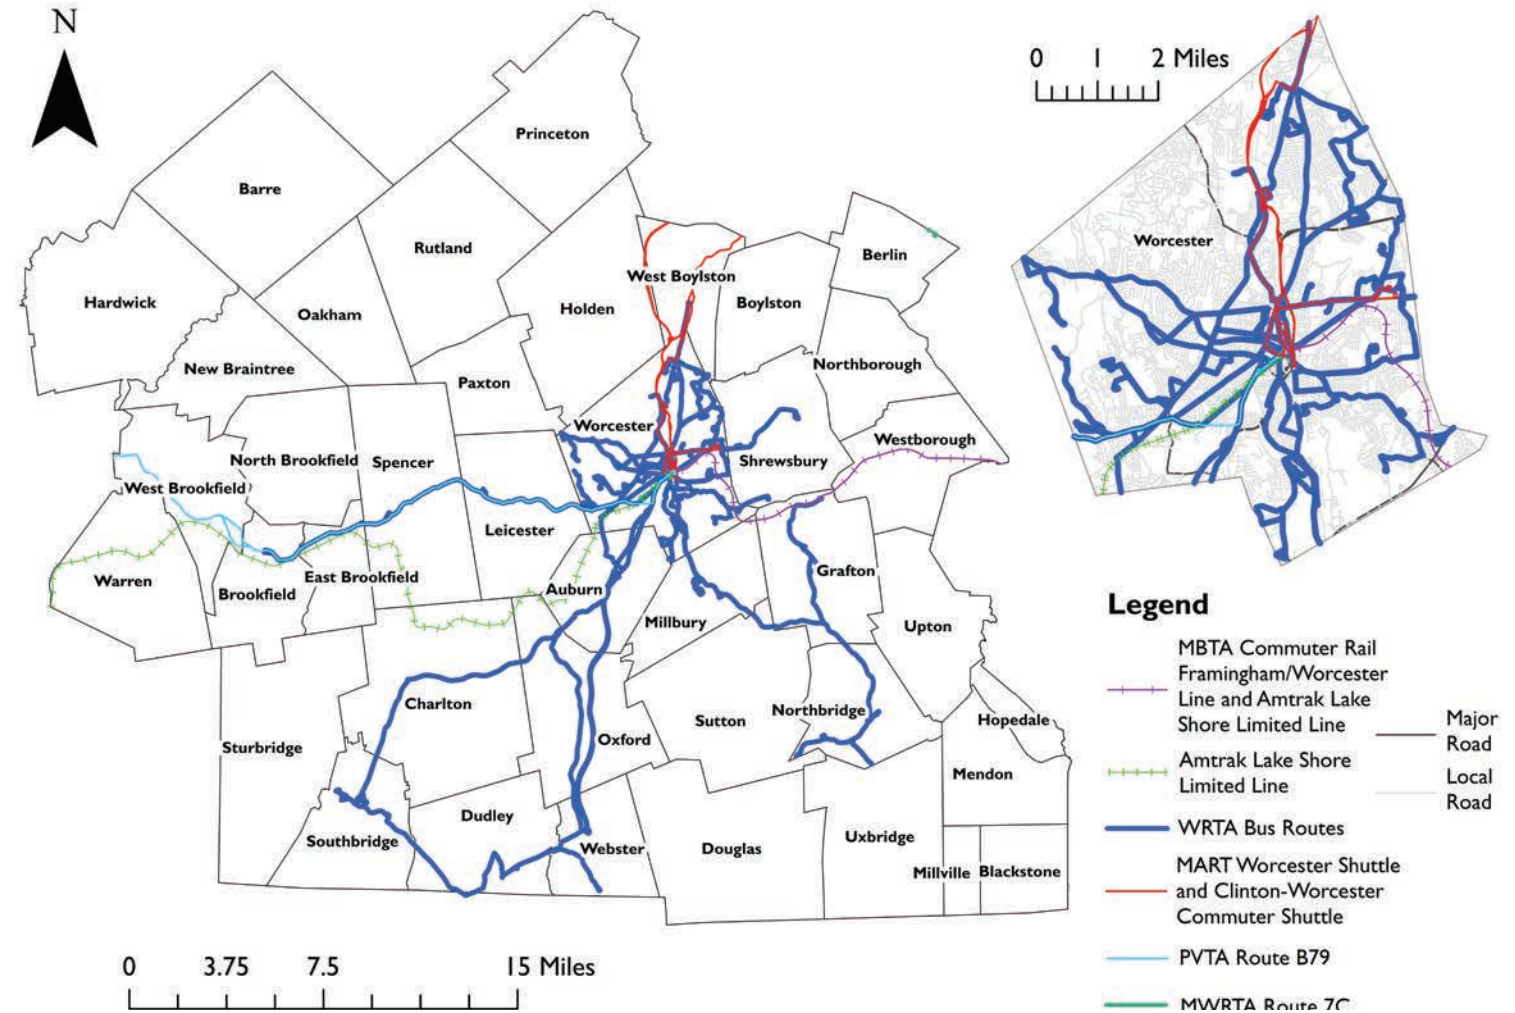 N
0 1 2 Miles
Princeton
Barre
Rutland
Berlin
West Boylston
Hardwick
Oakham
Holden
Boylston
Worcester
New Braintree
Paxton
Northborough
Worcester
Westborough
North Brookfield
Spencer
Shrewsbury
West Brookfield
Leicester
Warren
East Brookfield
Brookfield
Auburn
Grafton
Millbury
Upton
Charlton
Sutton
Northbridge
Hopedale
Sturbridge
Oxford
Mendon
Dudley
Southbridge
Webster
Douglas
Uxbridge
Millville
Blackstone
0 3.75 7.5 15 Miles
Legend
MBTA Commuter Rail
Framingham/Worcester
Line and Amtrak Lake
Shore Limited Line
Amtrak Lake Shore
Limited Line
WRTA Bus Routes
MART Worcester Shuttle
and Clinton-Worcester
Commuter Shuttle
PVTA Route B79
MWRTA Route 7C
Major
Road
Local
Road